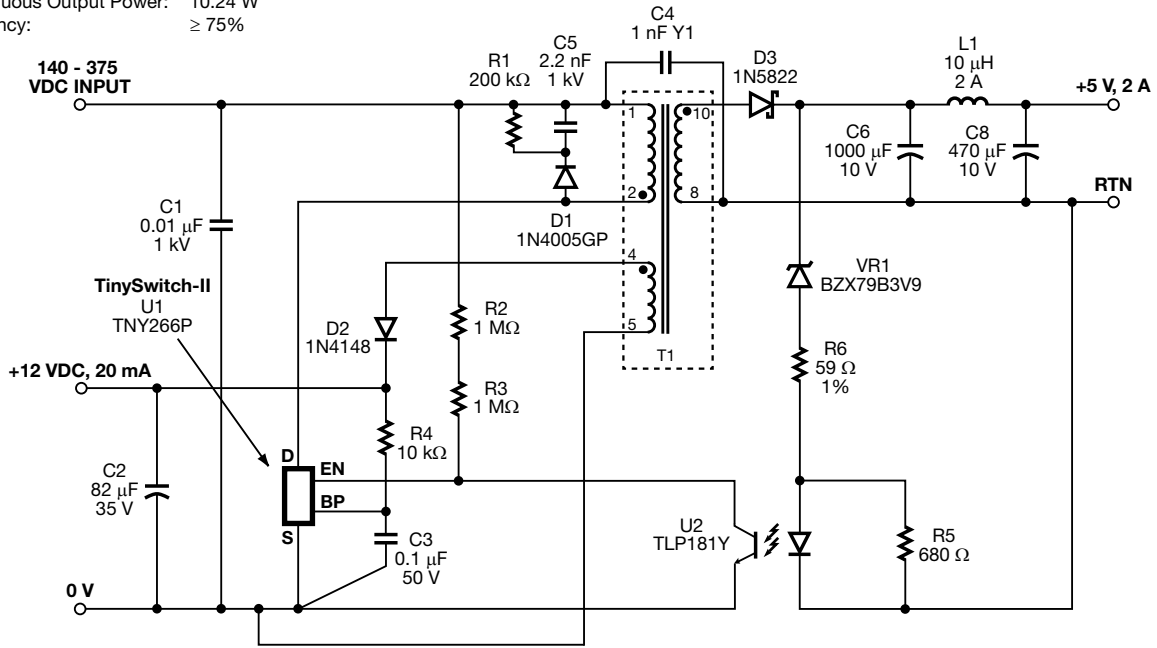 uous Output Power: 10.24 W
ncy: ≥ 75%
140 - 375
VDC INPUT
R1
200 kΩ
C5
2.2 nF
1 kV
C4
1 nF Y1
D3
1N5822
L1
10 µH
2 A
+5 V, 2 A
1
10
C6
1000 µF
10 V
C8
470 µF
10 V
2
8
RTN
C1
0.01 µF
1 kV
D1
1N4005GP
4
5
T1
VR1
BZX79B3V9
TinySwitch-II
U1
TNY266P
D2
1N4148
R2
1 MΩ
R6
59 Ω
1%
+12 VDC, 20 mA
R3
1 MΩ
R4
10 kΩ
D
EN
BP
S
C2
82 µF
35 V
C3
0.1 µF
50 V
U2
TLP181Y
R5
680 Ω
0 V